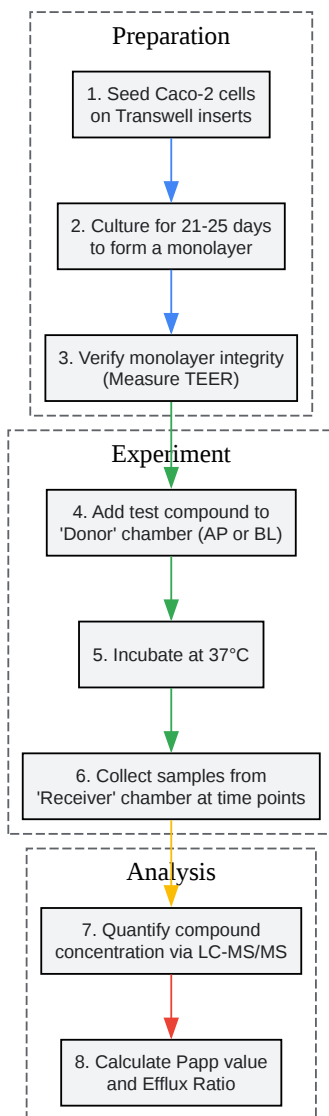 Preparation
1. Seed Caco-2 cells
on Transwell inserts
2. Culture for 21-25 days
to form a monolayer
3. Verify monolayer integrity
(Measure TEER)
Experiment
4. Add test compound to
'Donor' chamber (AP or BL)
5. Incubate at 37°C
6. Collect samples from
'Receiver' chamber at time points
Analysis
7. Quantify compound
concentration via LC-MS/MS
8. Calculate Papp value
and Efflux Ratio